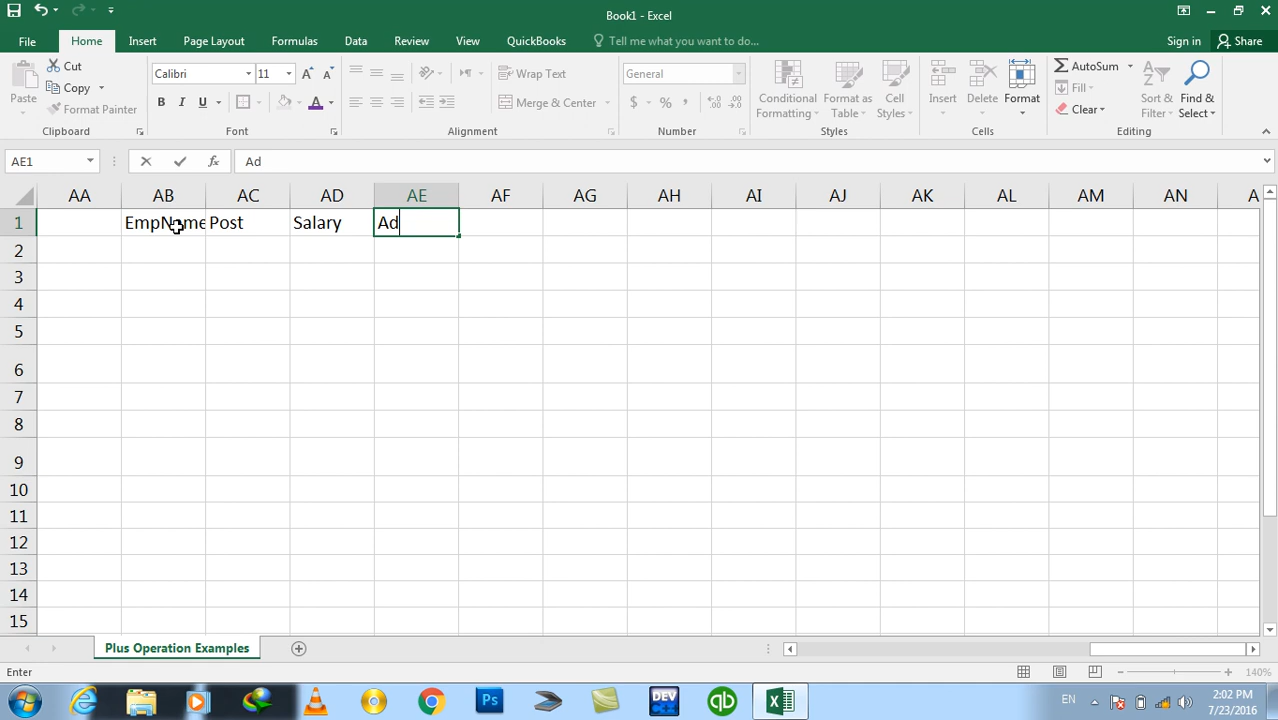 Book1 - Excel
File Home Insert Page Layout Formulas Data Review View QuickBooks Tell me what you want to do... Sign in Share
Paste Cut Calibri 11 Wrap Text General Conditional Formatting Format as Table Cell Styles Insert Delete Format AutoSum Sort & Filter Find & Select
Copy Fill
Format Painter B I U A Merge & Center $ % , Clear
Clipboard Font Alignment Number Styles Cells Editing
AE1 fx Ad
AA AB AC AD AE AF AG AH AI AJ AK AL AM AN A
1 EmpName Post Salary Ad
2
3
4
5
6
7
8
9
10
11
12
13
14
15
Plus Operation Examples
Enter 140%
Ps DEV C++ qb EN 2:02 PM
7/23/2016